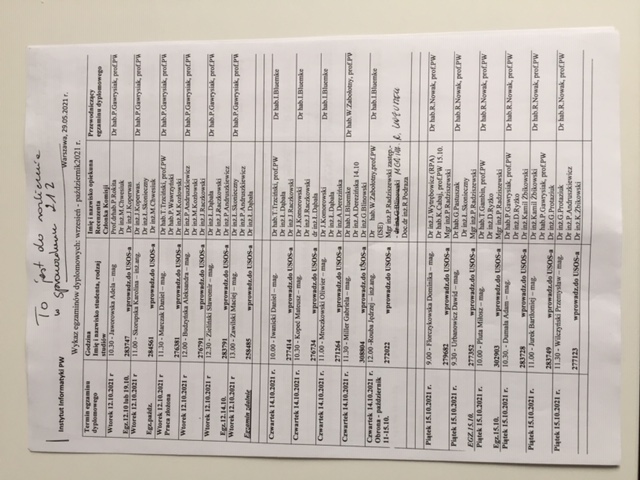 To jest do rozliczenia
w sprawozdaniu 212
Instytut Informatyki PW
Warszawa, 29.05.2021 r.
Wykaz egzaminów dyplomowych: wrzesień - październik2021 r.
Termin egzaminu dyplomowego | Godzina Imię i nazwisko studenta, rodzaj studiów | Imię i nazwisko opiekuna Recenzenta Członka Komisji | Przewodniczący egzaminu dyplomowego
Wtorek 12.10.2021 r. | 10.30 - Jaworowska Adela – mag. | Prof.drhab.P.Rokita | Dr hab.P.Gawrysiak, prof.PW
Dr inż.M.Chwesiuk
Egz.12.10 lub 19.10. | 283747 wprowadz.do USOS-a | Dr inż.J.Koperwas
Wtorek 12.10.2021 r. | 11.00 - Skorupska Karolina – inż.ang. | Dr inż.J.Koperwas. | Dr hab.P.Gawrysiak, prof.PW
Dr inż.Ł.Skonieczny
Egz.paźdz. | 284561 wprowadz.do USOS-a | Dr inż.M.Chwesiuk
Wtorek 12.10.2021 r. | 11.30 - Marczak Daniel – mag. | Dr hab.T.Trzciński, prof.PW | Dr hab.P.Gawrysiak, prof.PW
Praca złożona | Dr hab.P.Wawrzyński
276381 wprowadz.do USOS-a | Dr inż.M.Kozłowski
Wtorek 12.10.2021 r. | 12.00 - Budzyńska Aleksandra – mag. | Dr inż.P.Andruszkiewicz | Dr hab.P.Gawrysiak, prof.PW
Dr inż.M.Kozłowski
276791 wprowadz.do USOS-a | Dr inż.J.Raczkowski
Wtorek 12.10.2021 r. | 12.30 - Zieliński Sławomir – mag. | Dr inż.Ł.Dąbała | Dr hab.P.Gawrysiak, prof.PW
Dr inż.J.Raczkowski
Egz.12.14.10. | 283791 wprowadz.do USOS-a | Dr inż.P.Andruszkiewicz
Wtorek 12.10.2021 r. | 13.00 - Zawilski Maciej – mag. | Dr inż.Ł.Skonieczny | Dr hab.P.Gawrysiak, prof.PW
Dr inż.P.Andruszkiewicz
Egzamin zdalnie | 258485 wprowadz.do USOS-a | Dr inż.Ł.Dąbała
Czwartek 14.10.2021 r. | 10.00 - Iwanicki Daniel – mag. | Dr hab.T.Trzciński, prof.PW | Dr hab.I.Bluemke
Dr inż.Ł.Dąbała
277414 wprowadz.do USOS-a | Dr inż.J.Raczkowski
Czwartek 14.10.2021 r. | 10.30 - Kopeć Mateusz – mag. | Dr J.Komorowski | Dr hab.I.Bluemke
Dr inż.J.Raczkowski
276734 wprowadz.do USOS-a | dr inż.Ł.Dąbała
Czwartek 14.10.2021 r. | 11.00 - Mroczkowski Oliwier – mag. | Dr J.Komorowski | Dr hab.I.Bluemke
Dr inż.Ł.Dąbała
271264 wprowadz.do USOS-a | Dr inż.A.Derezińska
Czwartek 14.10.2021 r. | 11.30 - Miller Gabriela – mag. | Dr hab.I.Bluemke | Dr hab.W.Zabołotny, prof.PW
Dr inż.A.Derezińska 14.10
308804 wprowadz.do USOS-a | Dr inż.G.Blinowski
Czwartek 14.10.2021 r. | 12.00 -Rouba Jędrzej – inż.ang. | Dr hab.W.Zabołotny,prof.PW | Dr hab.I.Bluemke
Obrona - październik | (ISE)
11-15.10. | 272022 wprowadz.do USOS-a | Mgr inż.P.Radziszewski zastęp.-
dr inż.G.Blinowski MGR INŻ. R.
Doc.dr inż.R.Podraza
Piątek 15.10.2021 r. | 9.00 - Florczykowska Dominika – mag. | Dr inż.J.Wytrębowicz (RPA) | Dr hab.R.Nowak, prof.PW
Dr hab.K.Cabaj, prof.PW 15.10.
279682 wprowadz.do USOS-a | Mgr inż.P.Radziszewski
Piątek 15.10.2021 r. | 9.30 - Urbanowicz Dawid – mag. | Dr hab.G.Pastuszak | Dr hab.R.Nowak, prof.PW
Dr inż.Ł.Skonieczny
EGZ.15.10. | 277352 wprowadz.do USOS-a | Mgr inż.P.Radziszewski
Piątek 15.10.2021 r. | 10.00 - Pluta Miłosz – mag. | Dr hab.T.Gambin, prof.PW | Dr hab.R.Nowak, prof.PW
Dr inż.D.Ryżko
Egz.15.10. | 302903 wprowadz.do USOS-a | Mgr inż.P.Radziszewski
Piątek 15.10.2021 r. | 10.30. - Dumała Adam – mag. | Dr hab.P.Gawrysiak, prof.PW | Dr hab.R.Nowak, prof.PW
Dr inż.D.Ryżko
283728 wprowadz.do USOS-a | Dr inż.Kamil Żbikowski
Piątek 15.10.2021 r. | 11.00 - Jurek Bartłomiej – mag. | Dr inż.Kamil Żbikowski | Dr hab.R.Nowak, prof.PW
Dr hab.P.Gawrysiak, prof.PW
283749 wprowadz.do USOS-a | Dr inż.G.Protaziuk
Piątek 15.10.2021 r. | 11.30 - Wilczyński Przemysław – mag. | Dr inż.G.Protaziuk | Dr hab.R.Nowak, prof.PW
Dr inż.P.Andruszkiewicz
277123 wprowadz.do USOS-a | Dr inż.K.Żbikowski